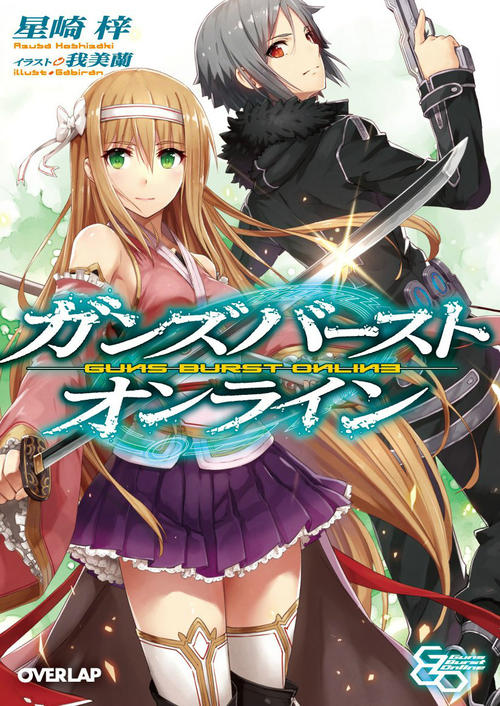 星崎 梓
Azusa Hoshizaki
イラスト 我美蘭
illust. Gabiran
ガンズバースト
GUNS BURST ONLINE
オンライン
OVERLAP
Guns
Burst
Online